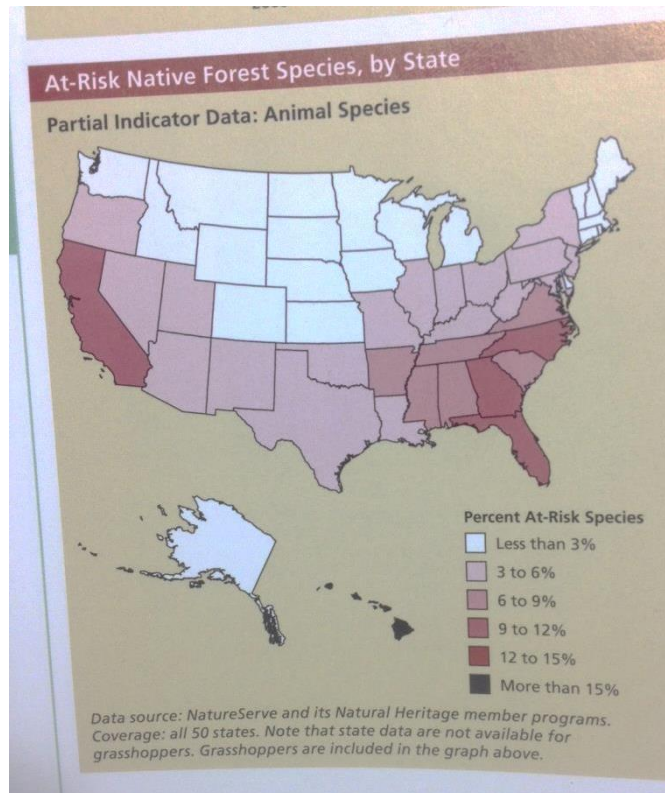 At-Risk Native Forest Species, by State
Partial Indicator Data: Animal Species
Percent At-Risk Species
Less than 3%
3 to 6%
6 to 9%
9 to 12%
12 to 15%
More than 15%
Data source: NatureServe and its Natural Heritage member programs.
Coverage: all 50 states. Note that state data are not available for
grasshoppers. Grasshoppers are included in the graph above.